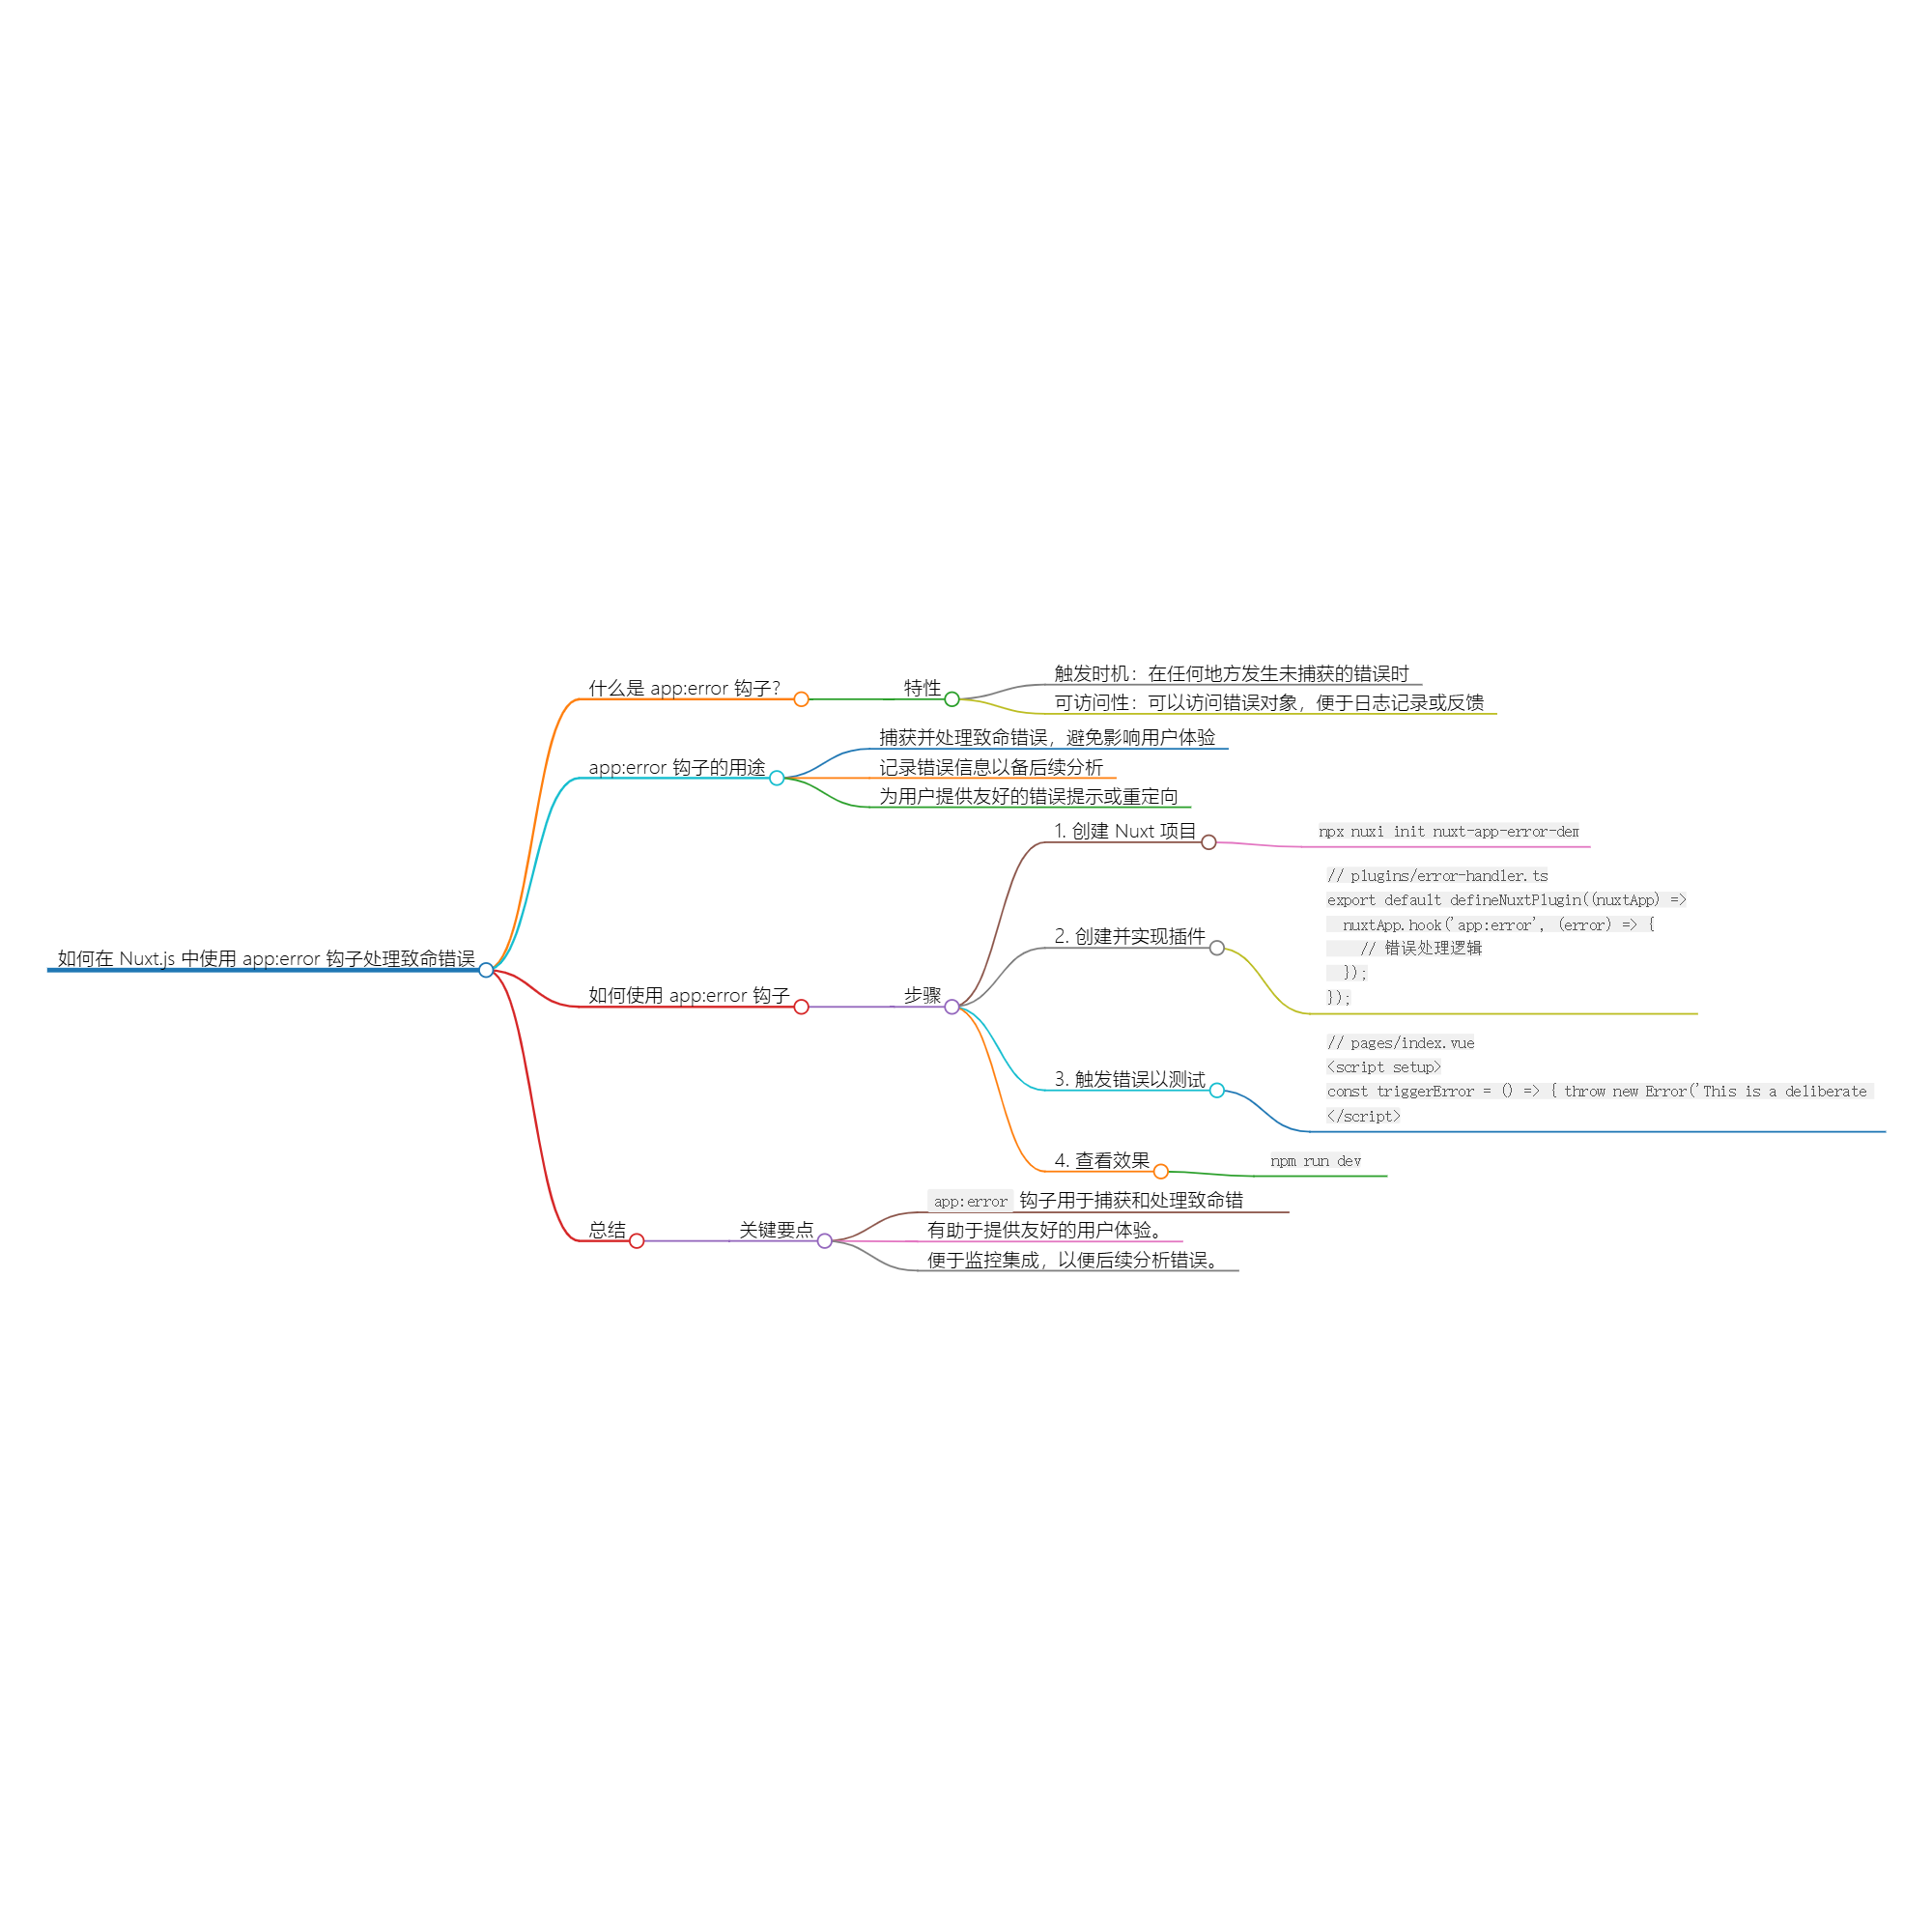 如何在 Nuxt.js 中使用 app:error 钩子处理致命错误
什么是 app:error 钩子？
特性
触发时机：在任何地方发生未捕获的错误时
可访问性：可以访问错误对象，便于日志记录或反馈
app:error 钩子的用途
捕获并处理致命错误，避免影响用户体验
记录错误信息以备后续分析
为用户提供友好的错误提示或重定向
如何使用 app:error 钩子
步骤
1. 创建 Nuxt 项目
npx nuxi init nuxt-app-error-dem
2. 创建并实现插件
// plugins/error-handler.ts
export default defineNuxtPlugin((nuxtApp) =>
  nuxtApp.hook('app:error', (error) => {
    // 错误处理逻辑
  });
});
3. 触发错误以测试
// pages/index.vue
<script setup>
const triggerError = () => { throw new Error('This is a deliberate
</script>
4. 查看效果
npm run dev
总结
关键要点
app:error 钩子用于捕获和处理致命错
有助于提供友好的用户体验。
便于监控集成，以便后续分析错误。